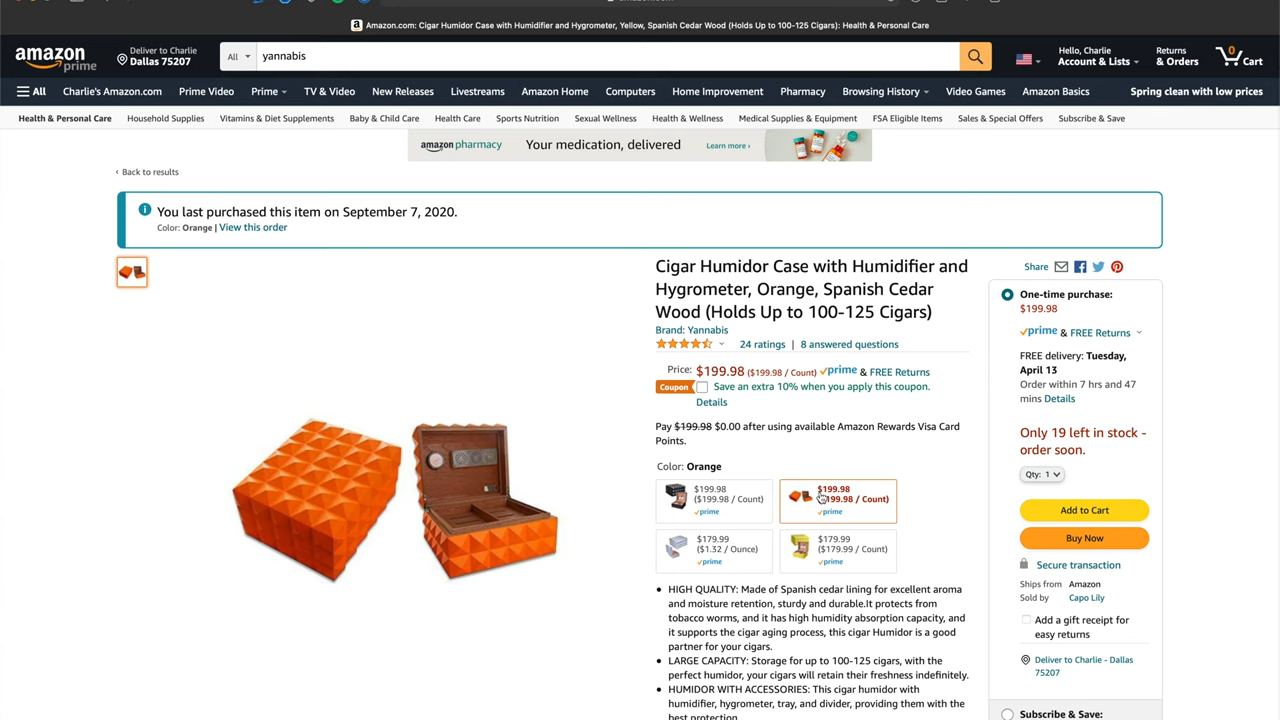 Amazon.com: Cigar Humidor Case with Humidifier and Hygrometer, Yellow, Spanish Cedar Wood (Holds Up to 100-125 Cigars): Health & Personal Care
amazon prime
Deliver to Charlie
Dallas 75207
All
yannabis
Hello, Charlie
Account & Lists
Returns
& Orders
0
Cart
All
Charlie's Amazon.com
Prime Video
Prime
TV & Video
New Releases
Livestreams
Amazon Home
Computers
Home Improvement
Pharmacy
Browsing History
Video Games
Amazon Basics
Spring clean with low prices
Health & Personal Care
Household Supplies
Vitamins & Diet Supplements
Baby & Child Care
Health Care
Sports Nutrition
Sexual Wellness
Health & Wellness
Medical Supplies & Equipment
FSA Eligible Items
Sales & Special Offers
Subscribe & Save
amazon pharmacy
Your medication, delivered
Learn more ›
‹ Back to results
You last purchased this item on September 7, 2020.
Color: Orange | View this order
Cigar Humidor Case with Humidifier and
Hygrometer, Orange, Spanish Cedar
Wood (Holds Up to 100-125 Cigars)
Brand: Yannabis
24 ratings | 8 answered questions
Price: $199.98 ($199.98 / Count) prime & FREE Returns
Coupon Save an extra 10% when you apply this coupon.
Details
Pay $199.98 $0.00 after using available Amazon Rewards Visa Card
Points.
Color: Orange
$199.98
($199.98 / Count)
prime
$199.98
199.98 / Count)
prime
$179.99
($1.32 / Ounce)
prime
$179.99
($179.99 / Count)
prime
• HIGH QUALITY: Made of Spanish cedar lining for excellent aroma
and moisture retention, sturdy and durable.It protects from
tobacco worms, and it has high humidity absorption capacity, and
it supports the cigar aging process, this cigar Humidor is a good
partner for your cigars.
• LARGE CAPACITY: Storage for up to 100-125 cigars, with the
perfect humidor, your cigars will retain their freshness indefinitely.
• HUMIDOR WITH ACCESSORIES: This cigar humidor with
humidifier, hygrometer, tray, and divider, providing them with the
best protection
Share
One-time purchase:
$199.98
prime & FREE Returns
FREE delivery: Tuesday,
April 13
Order within 7 hrs and 47
mins Details
Only 19 left in stock -
order soon.
Qty: 1
Add to Cart
Buy Now
Secure transaction
Ships from Amazon
Sold by Capo Lily
Add a gift receipt for
easy returns
Deliver to Charlie - Dallas
75207
Subscribe & Save: